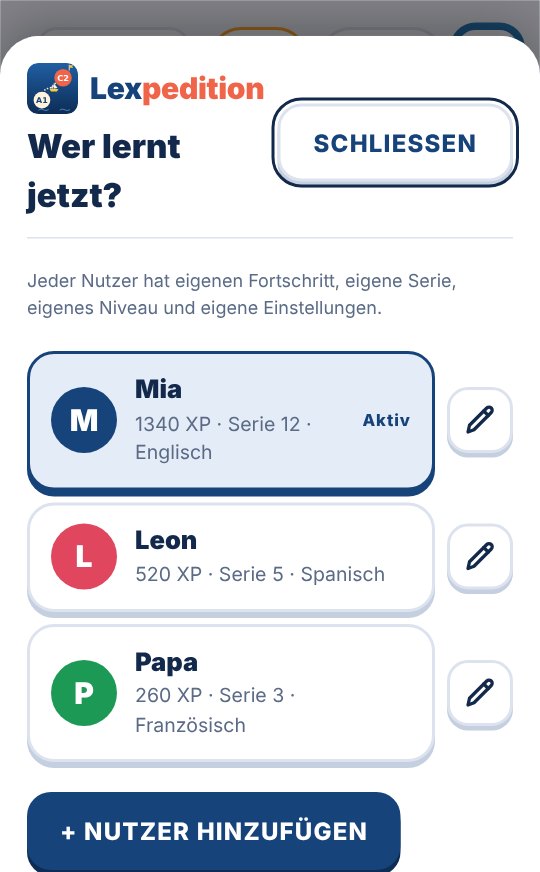 C2
A1
Lexpedition
Wer lernt
jetzt?
SCHLIESSEN
Jeder Nutzer hat eigenen Fortschritt, eigene Serie,
eigenes Niveau und eigene Einstellungen.
M
Mia
1340 XP · Serie 12 ·
Englisch
Aktiv
L
Leon
520 XP · Serie 5 · Spanisch
P
Papa
260 XP · Serie 3 ·
Französisch
+ NUTZER HINZUFÜGEN